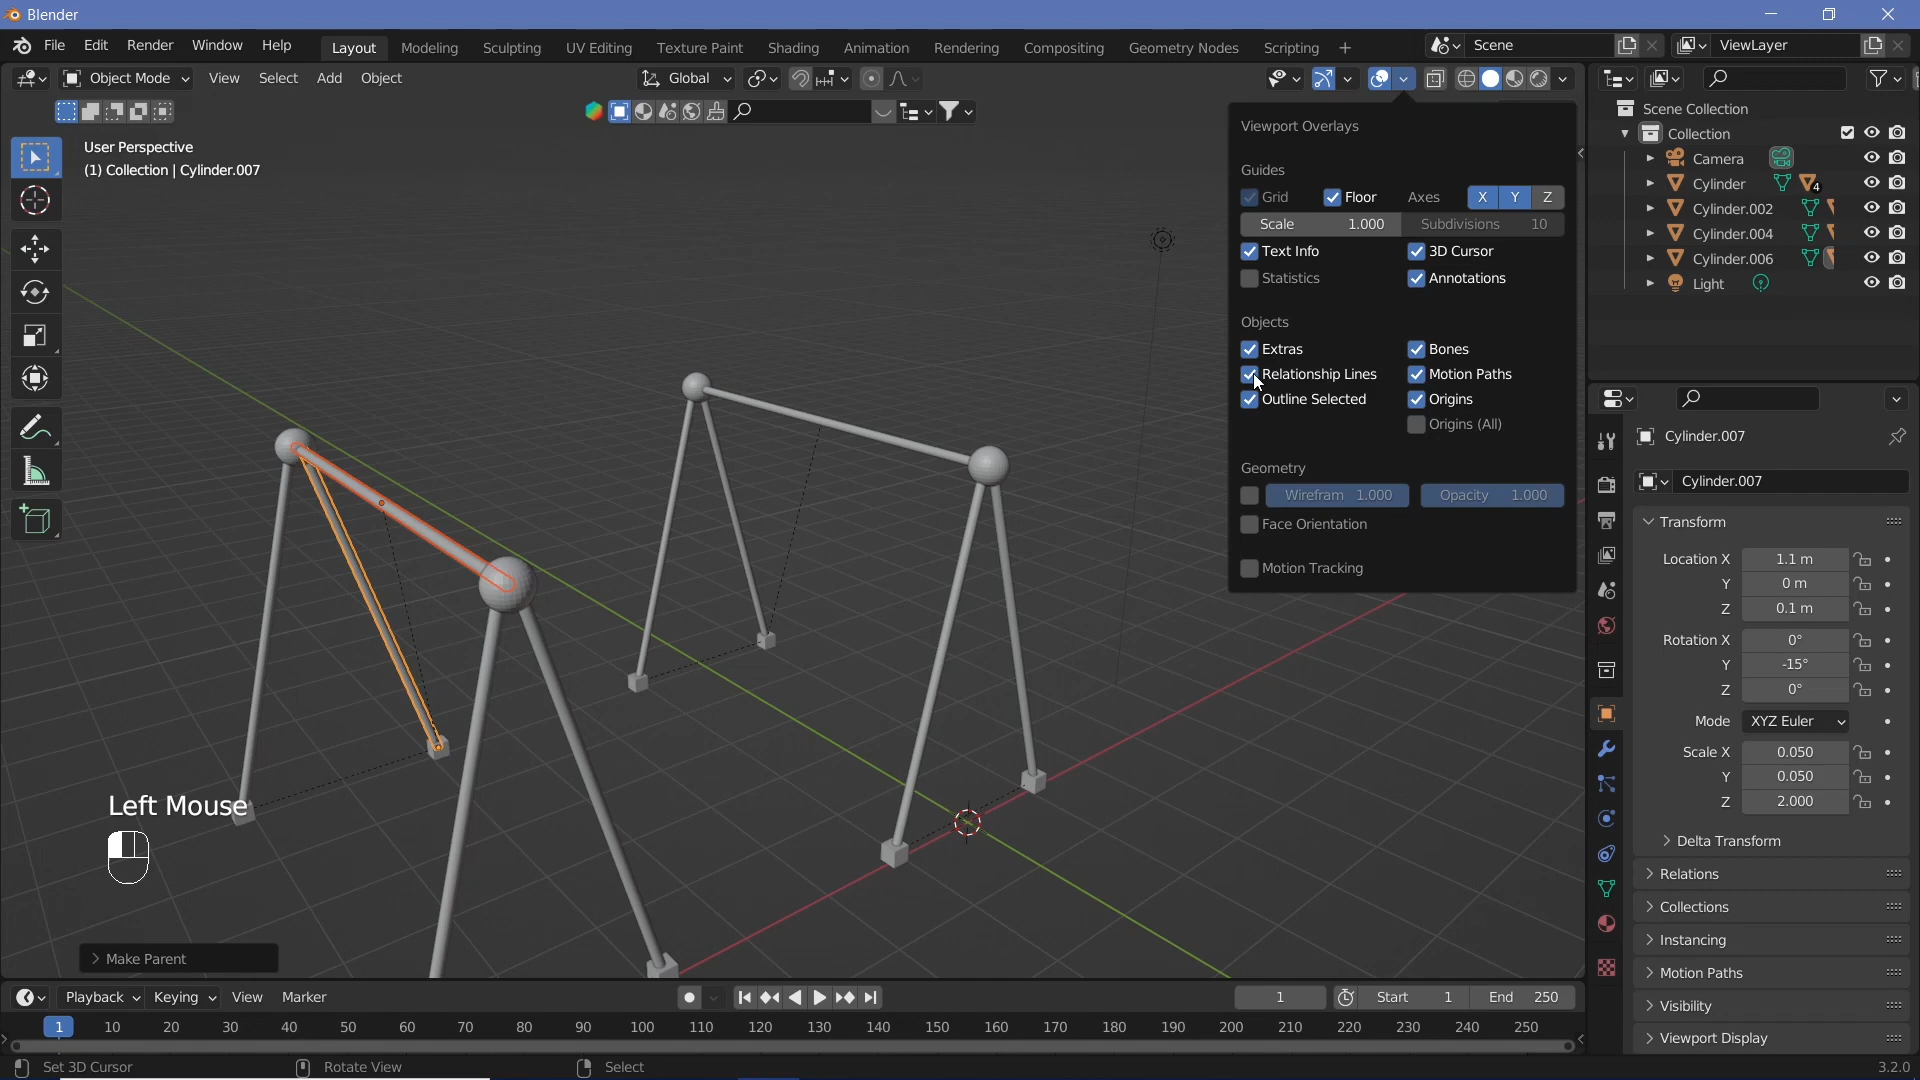 Blender
File Edit Render Window Help Layout Modeling Sculpting UV Editing Texture Paint Shading Animation Rendering Compositing Geometry Nodes Scripting + Scene ViewLayer
Object Mode View Select Add Object Global
User Perspective
(1) Collection | Cylinder.007
Viewport Overlays
Guides
Grid Floor Axes X Y Z
Scale 1.000 Subdivisions 10
Text Info 3D Cursor
Statistics Annotations
Objects
Extras Bones
Relationship Lines Motion Paths
Outline Selected Origins
Origins (All)
Geometry
Wirefram 1.000 Opacity 1.000
Face Orientation
Motion Tracking
Scene Collection
Collection
Camera
Cylinder 4
Cylinder.002
Cylinder.004
Cylinder.006
Light
Cylinder.007
Cylinder.007
Transform
Location X 1.1 m
Y 0 m
Z 0.1 m
Rotation X 0°
Y -15°
Z 0°
Mode XYZ Euler
Scale X 0.050
Y 0.050
Z 2.000
Delta Transform
Relations
Collections
Instancing
Motion Paths
Visibility
Viewport Display
Left Mouse
Make Parent
Playback Keying View Marker 1 Start 1 End 250
1 10 20 30 40 50 60 70 80 90 100 110 120 130 140 150 160 170 180 190 200 210 220 230 240 250
Set 3D Cursor Rotate View Select 3.2.0